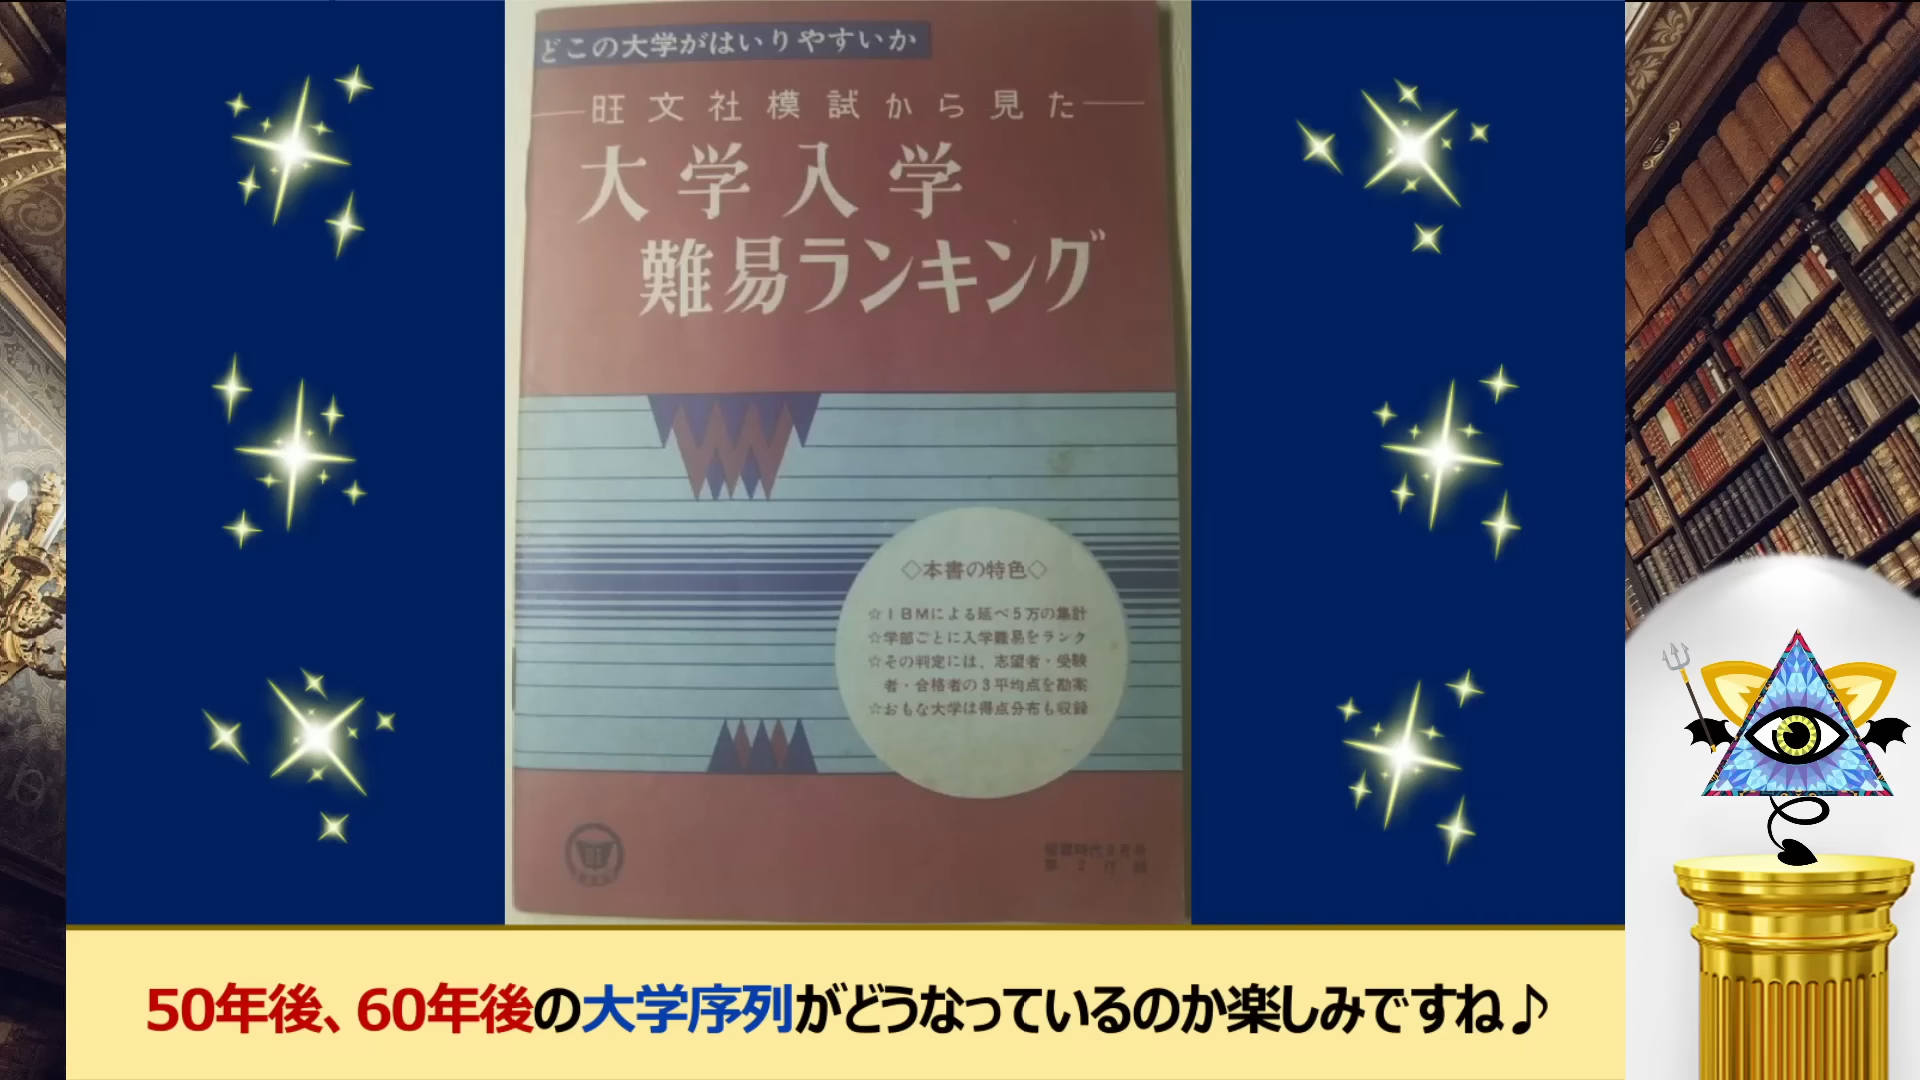 どこの大学がはいりやすいか
旺文社模試から見た
大学入学
難易ランキング
◇本書の特色◇
☆IBMによる延べ5万の集計
☆学部ごとに入学難易をランク
☆その判定には、志望者・受験
者・合格者の3平均点を勘案
☆おもな大学は得点分布も収録
50年後、60年後の大学序列がどうなっているのか楽しみですね♪